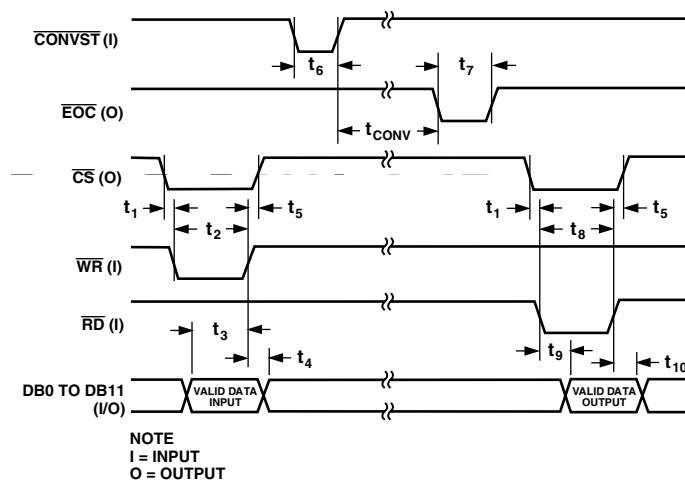 CONVST (I)
t6
t7
EOC (O)
tCONV
CS (O)
t1
t5
t1
t5
t2
t8
WR (I)
RD (I)
t3
t9
t4
t10
DB0 TO DB11
(I/O)
VALID DATA
INPUT
VALID DATA
OUTPUT
NOTE
I = INPUT
O = OUTPUT